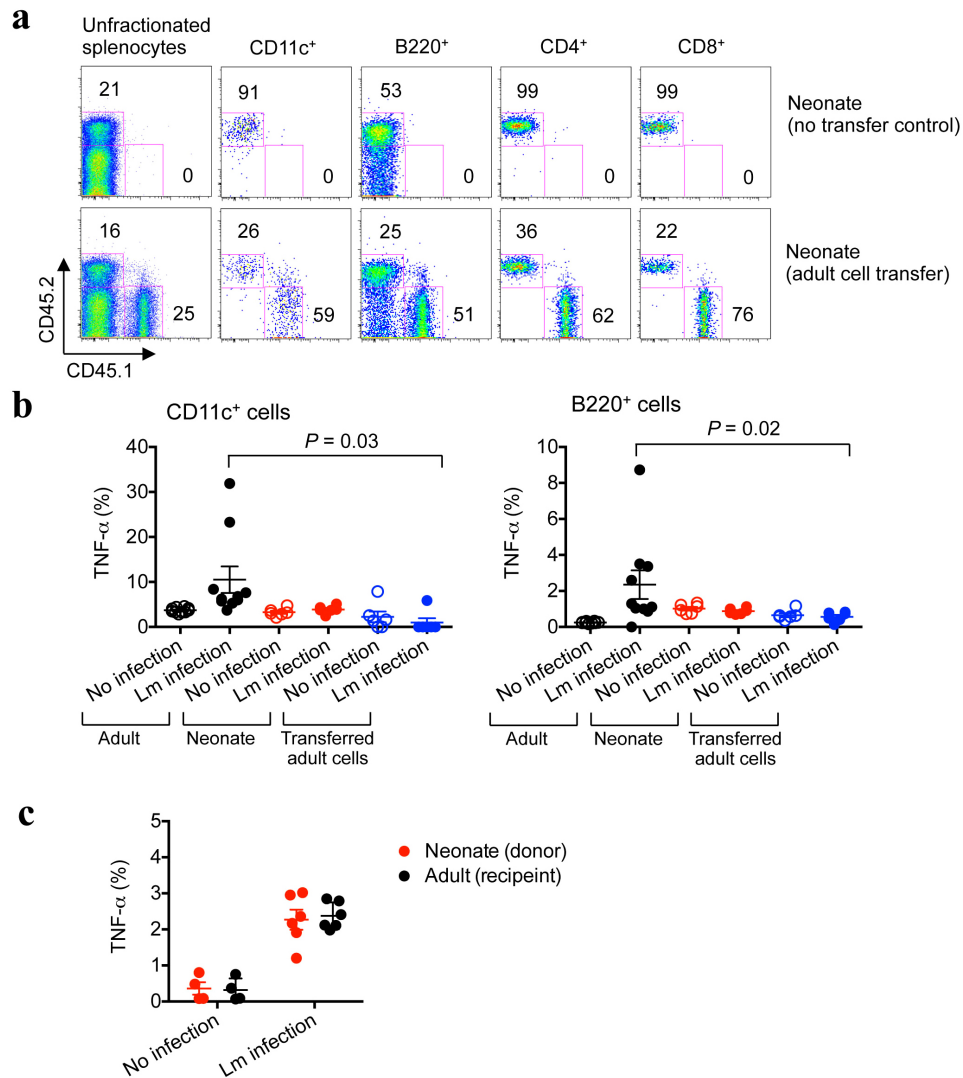 a
Unfractionated
splenocytes
CD11c+
B220+
CD4+
CD8+
21
0
91
0
53
0
99
0
99
0
Neonate
(no transfer control)
16
25
26
59
25
51
36
62
22
76
Neonate
(adult cell transfer)
CD45.2
CD45.1
b
CD11c+ cells
P = 0.03
TNF-α (%)
40
30
20
10
0
No infection
Lm infection
No infection
Lm infection
No infection
Lm infection
Adult
Neonate
Transferred
adult cells
B220+ cells
P = 0.02
TNF-α (%)
10
8
6
4
2
0
No infection
Lm infection
No infection
Lm infection
No infection
Lm infection
Adult
Neonate
Transferred
adult cells
c
TNF-α (%)
5
4
3
2
1
0
No infection
Lm infection
Neonate (donor)
Adult (recipeint)